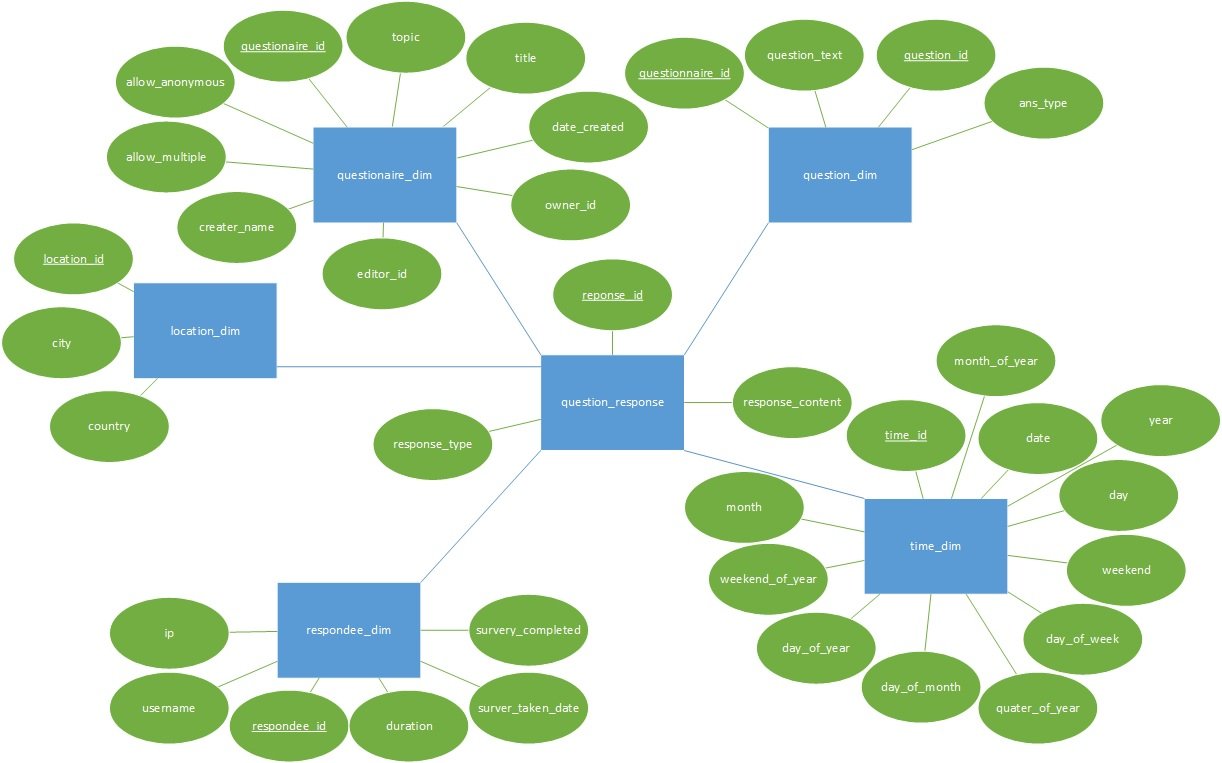 topic
questionaire_id
title
question_text
question_id
questionnaire_id
allow_anonymous
ans_type
date_created
allow_multiple
questionaire_dim
question_dim
owner_id
creater_name
location_id
editor_id
reponse_id
location_dim
city
month_of_year
question_response
response_content
year
country
time_id
date
response_type
day
month
time_dim
weekend
weekend_of_year
respondee_dim
survery_completed
ip
day_of_week
day_of_year
day_of_month
username
surver_taken_date
quater_of_year
respondee_id
duration